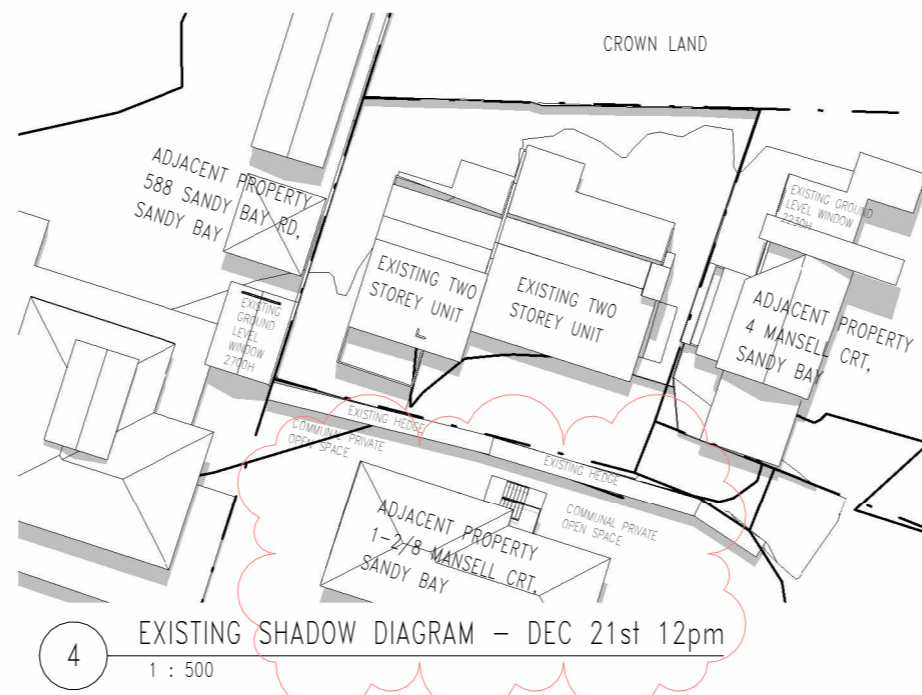 CROWN LAND
ADJACENT PROPERTY
588 SANDY BAY RD,
SANDY BAY
EXISTING GROUND
LEVEL WINDOW
2230H
EXISTING TWO
STOREY UNIT
EXISTING TWO
STOREY UNIT
ADJACENT PROPERTY
4 MANSELL CRT,
SANDY BAY
EXISTING
GROUND
LEVEL
WINDOW
2700H
EXISTING HEDGE
COMMUNAL PRIVATE
OPEN SPACE
EXISTING HEDGE
COMMUNAL PRIVATE
OPEN SPACE
ADJACENT PROPERTY
1-2/8 MANSELL CRT,
SANDY BAY
4
EXISTING SHADOW DIAGRAM - DEC 21st 12pm
1 : 500